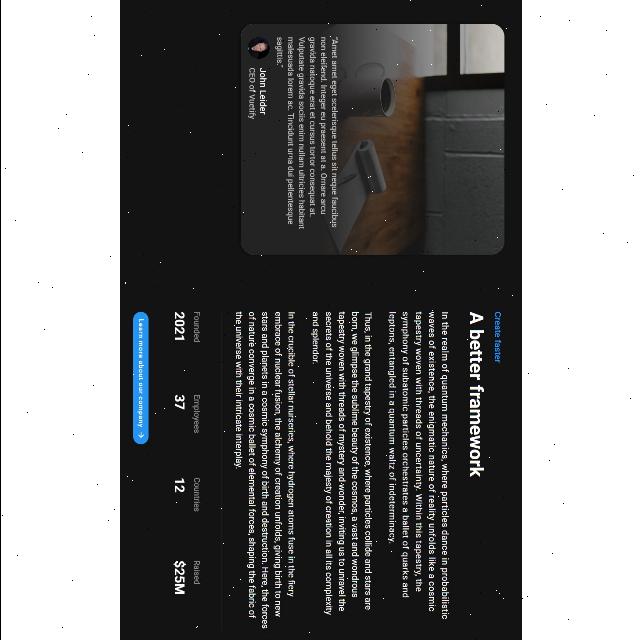 "Amet amet eget scelerisque tellus sit neque faucibus
non eleifend. Integer eu praesent at a. Ornare arcu
gravida natoque erat et cursus tortor consequat at.
Vulputate gravida sociis enim nullam ultricies habitant
malesuada lorem ac. Tincidunt urna dui pellentesque
sagittis."
John Leider
CEO of Vuetify
Create faster
A better framework
In the realm of quantum mechanics, where particles dance in probabilistic
waves of existence, the enigmatic nature of reality unfolds like a cosmic
tapestry woven with threads of uncertainty. Within this tapestry, the
symphony of subatomic particles orchestrates a ballet of quarks and
leptons, entangled in a quantum waltz of indeterminacy.
Thus, in the grand tapestry of existence, where particles collide and stars are
born, we glimpse the sublime beauty of the cosmos, a vast and wondrous
tapestry woven with threads of mystery and wonder, inviting us to unravel the
secrets of the universe and behold the majesty of creation in all its complexity
and splendor.
In the crucible of stellar nurseries, where hydrogen atoms fuse in the fiery
embrace of nuclear fusion, the alchemy of creation unfolds, giving birth to new
stars and planets in a cosmic symphony of birth and destruction. Here, the forces
of nature converge in a cosmic ballet of elemental forces, shaping the fabric of
the universe with their intricate interplay.
Founded
2021
Employees
37
Countries
12
Raised
$25M
Learn more about our company →